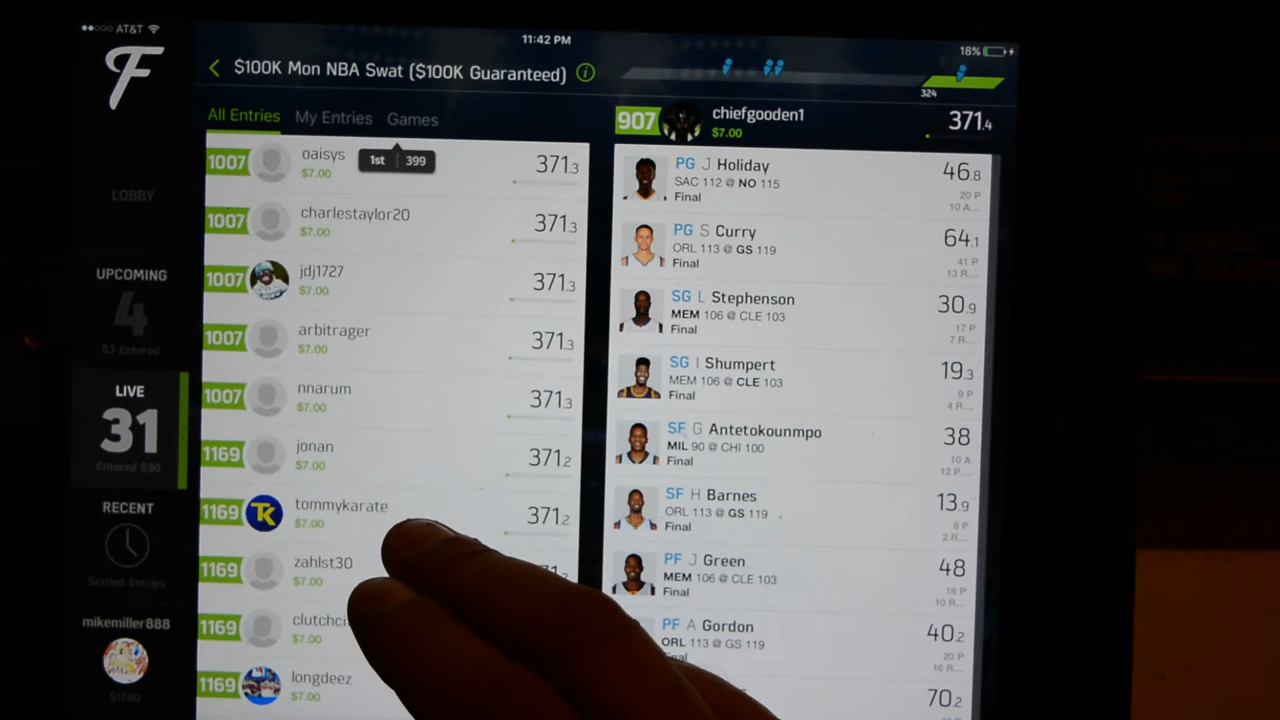 AT&T
11:42 PM
18%
F
$100K Mon NBA Swat ($100K Guaranteed)
324
All Entries My Entries Games
1st 399
LOBBY
UPCOMING
4
$3 Entered
LIVE
31
Entered $30
RECENT
Settled Entries
mikemiller888
1007 oaisys 371.3
$7.00
1007 charlestaylor20 371.3
$7.00
1007 jdj1727 371.3
$7.00
1007 arbitrager 371.3
$7.00
1007 nnarum 371.3
$7.00
1169 jonan 371.2
$7.00
1169 TK tommykarate 371.2
$7.00
1169 zahlst30
$7.00
1169
$7.00
1169 longdeez
$7.00
907 chiefgooden1 371.4
$7.00
PG J Holiday 46.8
SAC 112 @ NO 115 20 P
Final 10 A...
PG S Curry 64.1
ORL 113 @ GS 119 41 P
Final 13 R...
SG L Stephenson 30.9
MEM 106 @ CLE 103 17 P
Final 7 R...
SG I Shumpert 19.3
MEM 106 @ CLE 103 9 P
Final 4 R...
SF G Antetokounmpo 38
MIL 90 @ CHI 100 10 A
Final 12 P...
SF H Barnes 13.9
ORL 113 @ GS 119 8 P
Final 2 R...
PF J Green 48
MEM 106 @ CLE 103 16 P
Final 10 R...
PF A Gordon 40.2
ORL 113 @ GS 119 20 P
16 R...
70.2